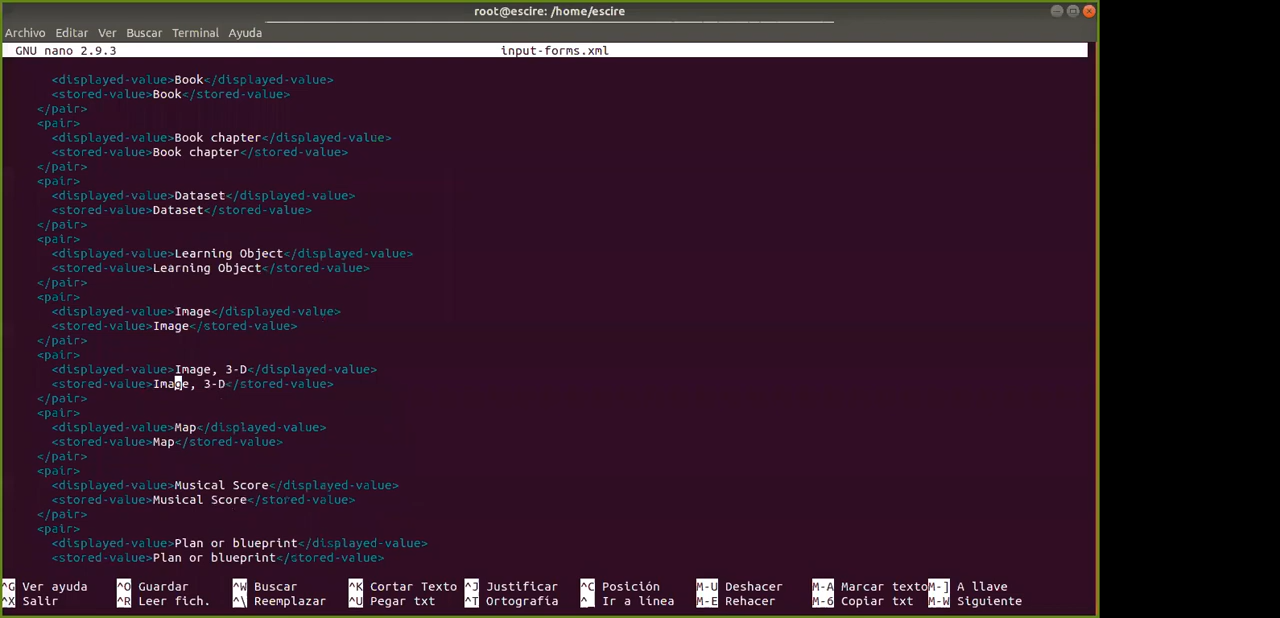 root@escire: /home/escire
Archivo Editar Ver Buscar Terminal Ayuda
GNU nano 2.9.3 input-forms.xml
<displayed-value>Book</displayed-value>
<stored-value>Book</stored-value>
</pair>
<pair>
<displayed-value>Book chapter</displayed-value>
<stored-value>Book chapter</stored-value>
</pair>
<pair>
<displayed-value>Dataset</displayed-value>
<stored-value>Dataset</stored-value>
</pair>
<pair>
<displayed-value>Learning Object</displayed-value>
<stored-value>Learning Object</stored-value>
</pair>
<pair>
<displayed-value>Image</displayed-value>
<stored-value>Image</stored-value>
</pair>
<pair>
<displayed-value>Image, 3-D</displayed-value>
<stored-value>Image, 3-D</stored-value>
</pair>
<pair>
<displayed-value>Map</displayed-value>
<stored-value>Map</stored-value>
</pair>
<pair>
<displayed-value>Musical Score</displayed-value>
<stored-value>Musical Score</stored-value>
</pair>
<pair>
<displayed-value>Plan or blueprint</displayed-value>
<stored-value>Plan or blueprint</stored-value>
^G Ver ayuda ^O Guardar ^W Buscar ^K Cortar Texto ^J Justificar ^C Posición M-U Deshacer M-A Marcar texto M-] A llave
^X Salir ^R Leer fich. ^\ Reemplazar ^U Pegar txt ^T Ortografía ^_ Ir a línea M-E Rehacer M-6 Copiar txt M-W Siguiente